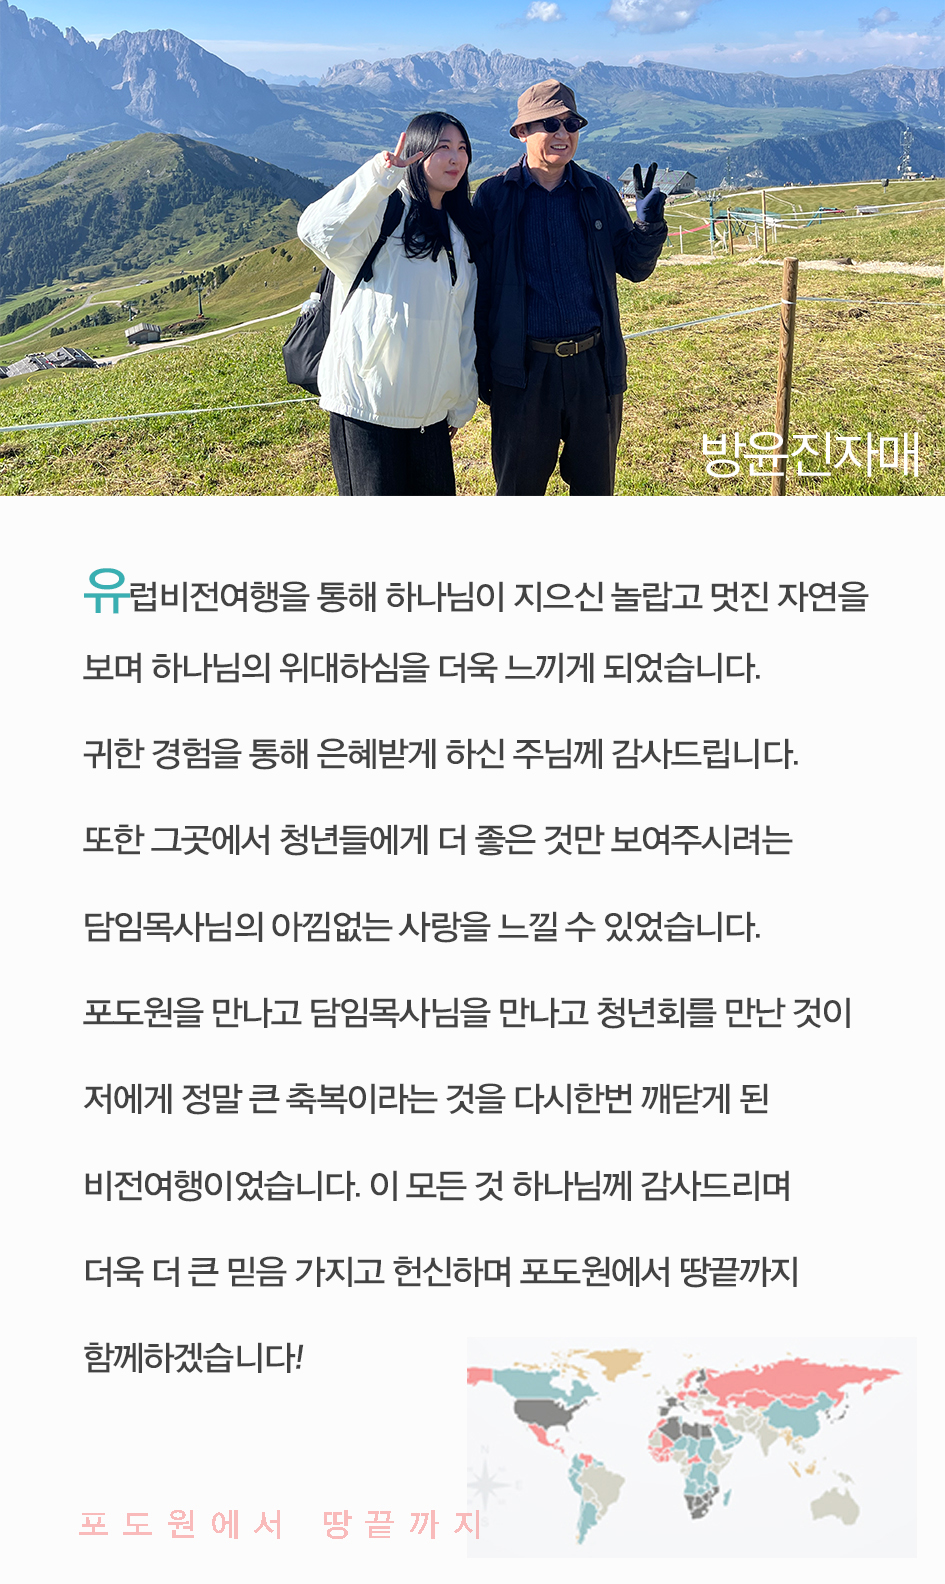 방운진자매
유럽비전여행을 통해 하나님이 지으신 놀랍고 멋진 자연을
보며 하나님의 위대하심을 더욱 느끼게 되었습니다.
귀한 경험을 통해 은혜받게 하신 주님께 감사드립니다.
또한 그곳에서 청년들에게 더 좋은 것만 보여주시려는
담임목사님의 아낌없는 사랑을 느낄 수 있었습니다.
포도원을 만나고 담임목사님을 만나고 청년회를 만난 것이
저에게 정말 큰 축복이라는 것을 다시한번 깨닫게 된
비전여행이었습니다. 이 모든 것 하나님께 감사드리며
더욱 더 큰 믿음 가지고 헌신하며 포도원에서 땅끝까지
함께하겠습니다!
포도원에서 땅끝까지